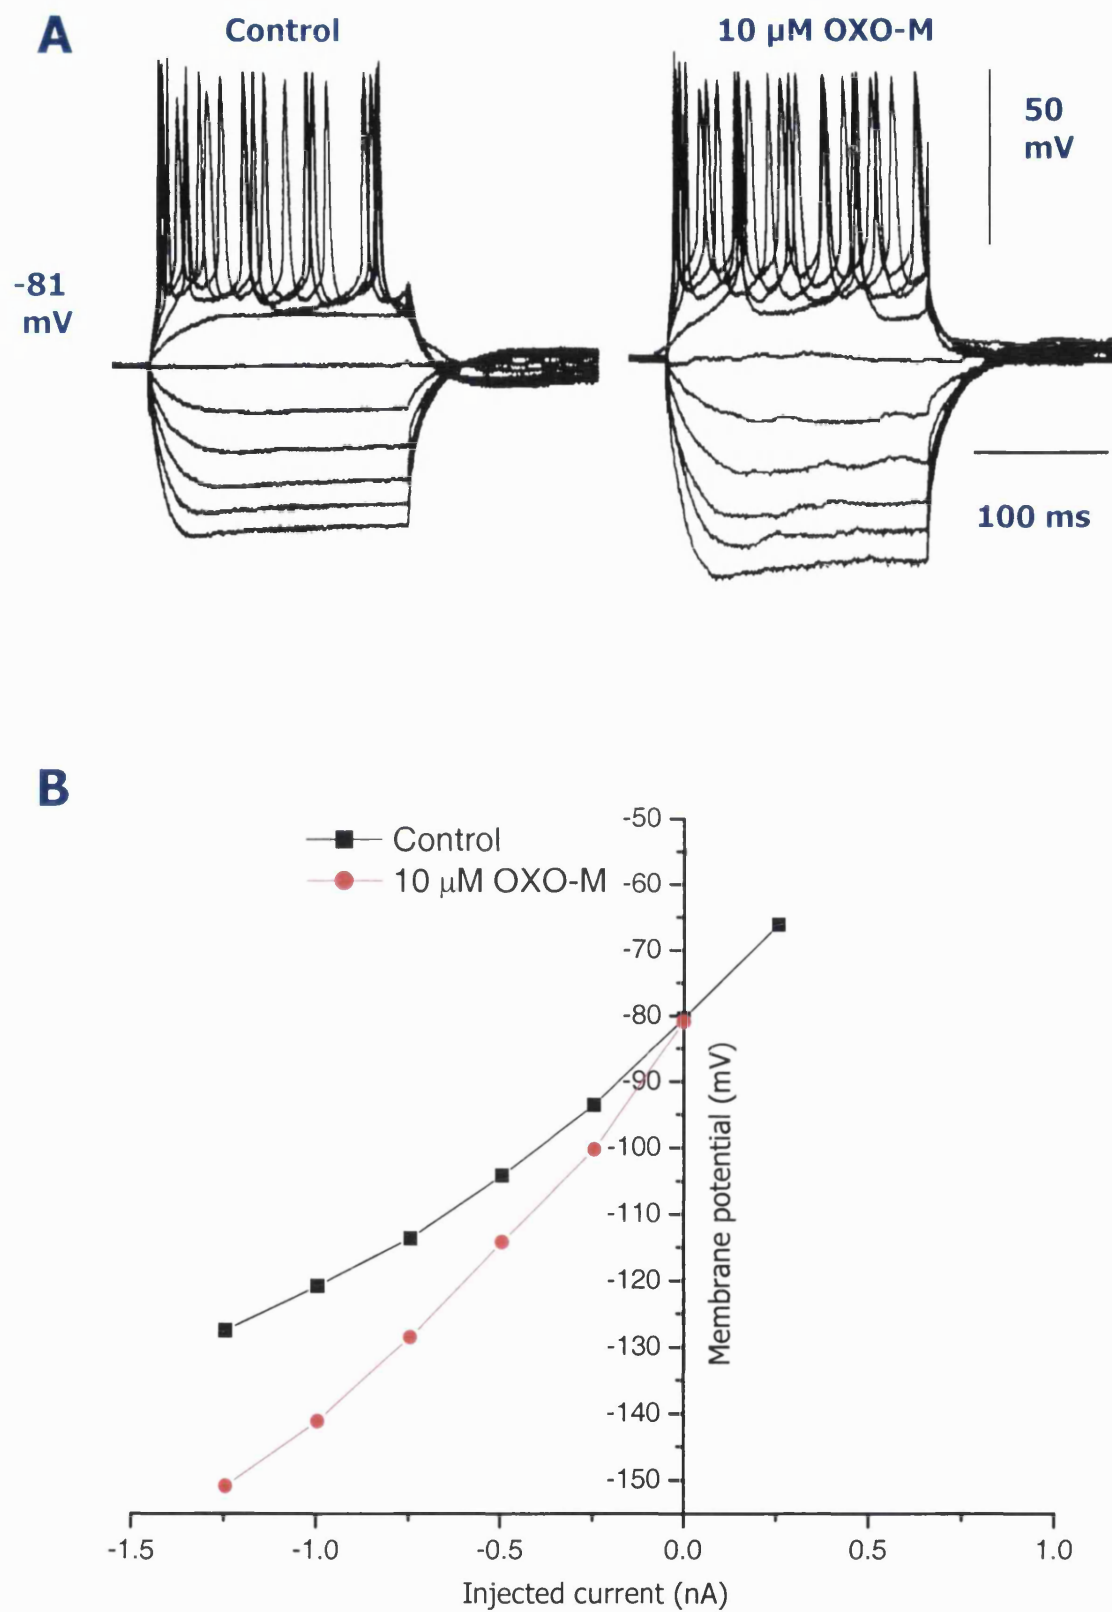 A
Control
10 µM OXO-M
50
mV
-81
mV
100 ms
B
Control
10 μM OXO-M
-50
-60
-70
-80
-90
-100
-110
-120
-130
-140
-150
Membrane potential (mV)
-1.5
-1.0
-0.5
0.0
0.5
1.0
Injected current (nA)